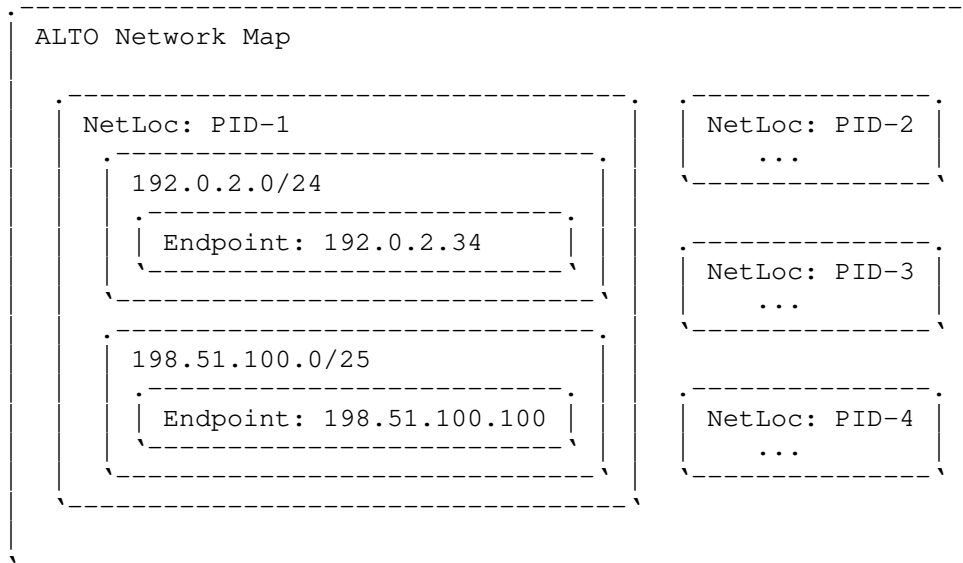 ALTO Network Map
NetLoc: PID-1
192.0.2.0/24
Endpoint: 192.0.2.34
198.51.100.0/25
Endpoint: 198.51.100.100
NetLoc: PID-2
...
NetLoc: PID-3
...
NetLoc: PID-4
...